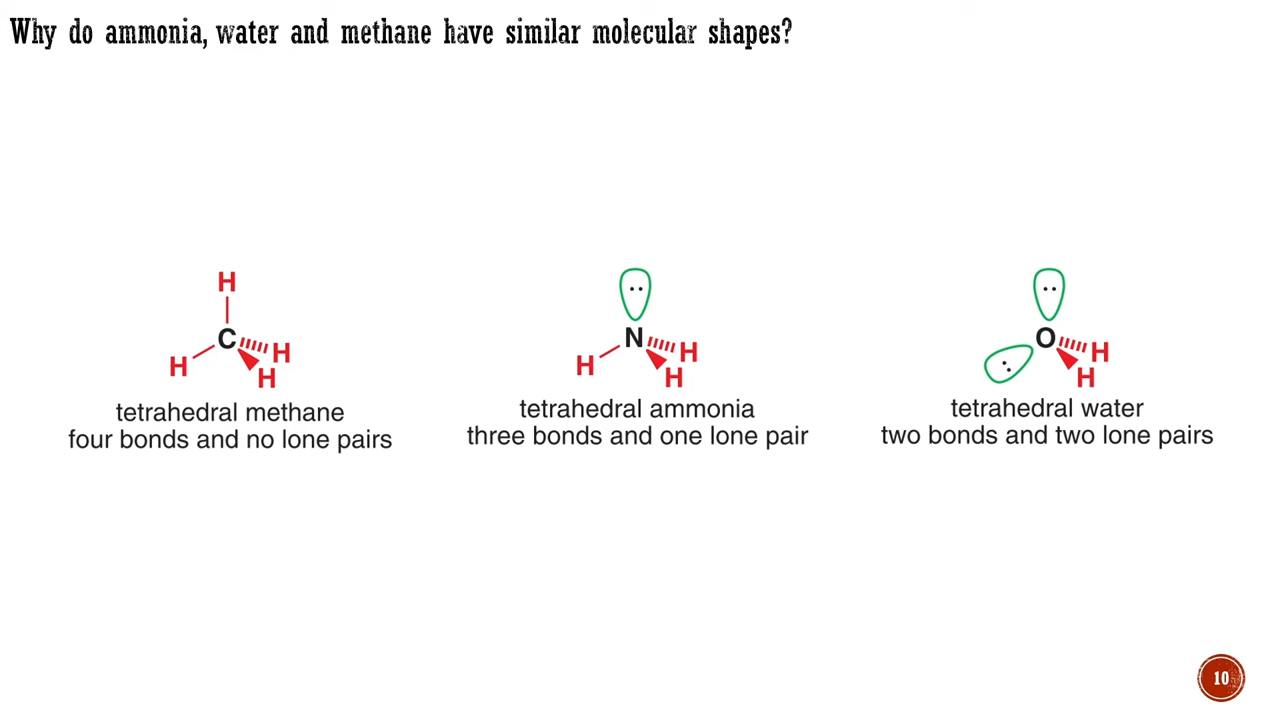 Why do ammonia, water and methane have similar molecular shapes?
H
C
H
H
H
tetrahedral methane
four bonds and no lone pairs
..
N
H
H
H
tetrahedral ammonia
three bonds and one lone pair
..
O
:
H
H
tetrahedral water
two bonds and two lone pairs
10